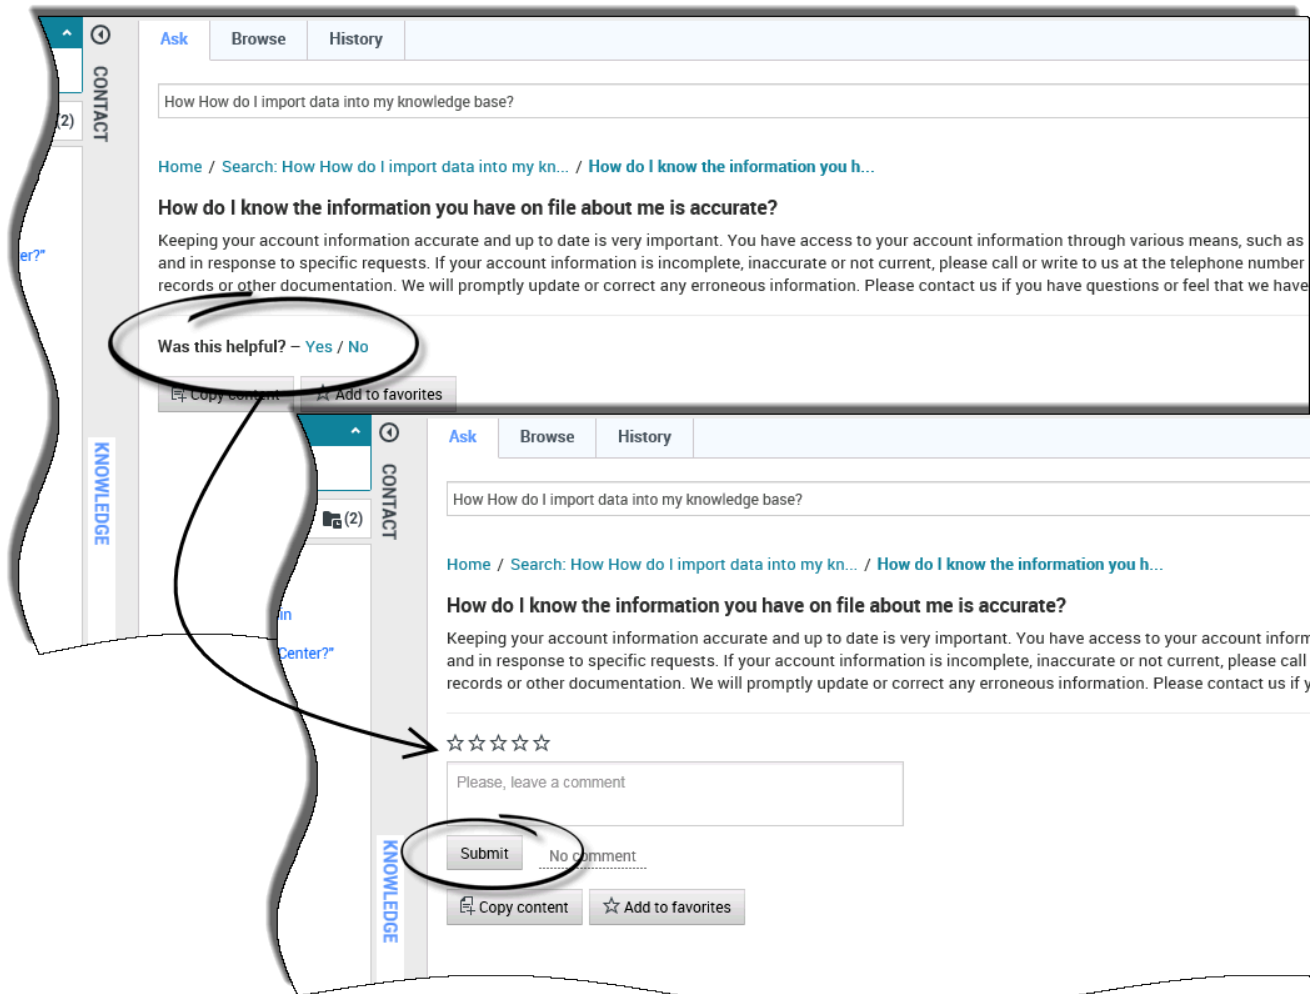 Ask Browse History
CONTACT
(2)
How How do I import data into my knowledge base?
Home / Search: How How do I import data into my kn... / How do I know the information you h...
How do I know the information you have on file about me is accurate?
Keeping your account information accurate and up to date is very important. You have access to your account information through various means, such as
er?"
and in response to specific requests. If your account information is incomplete, inaccurate or not current, please call or write to us at the telephone number
records or other documentation. We will promptly update or correct any erroneous information. Please contact us if you have questions or feel that we have
Was this helpful? – Yes / No
Copy content Add to favorites
KNOWLEDGE
Ask Browse History
CONTACT
(2)
How How do I import data into my knowledge base?
Home / Search: How How do I import data into my kn... / How do I know the information you h...
How do I know the information you have on file about me is accurate?
in
Keeping your account information accurate and up to date is very important. You have access to your account inform
Center?"
and in response to specific requests. If your account information is incomplete, inaccurate or not current, please call
records or other documentation. We will promptly update or correct any erroneous information. Please contact us if y
Please, leave a comment
Submit No comment
KNOWLEDGE
Copy content Add to favorites